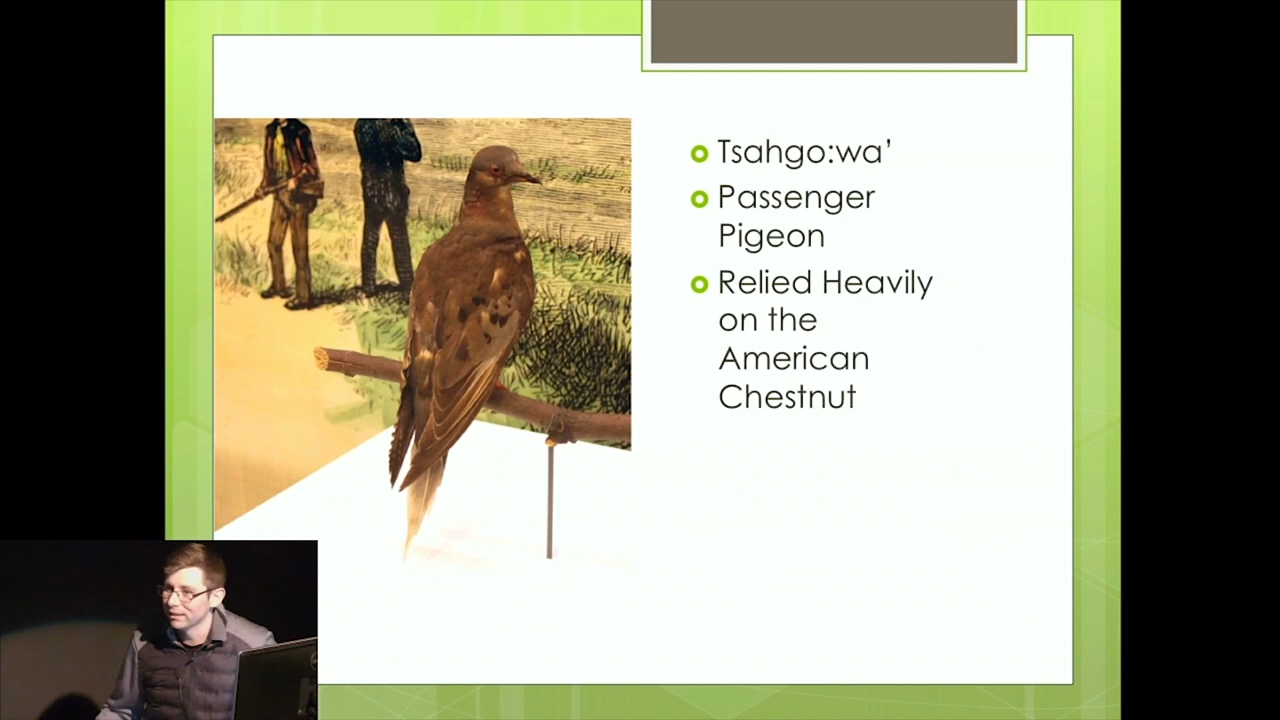 Tsahgo:wa’
Passenger
Pigeon
Relied Heavily
on the
American
Chestnut